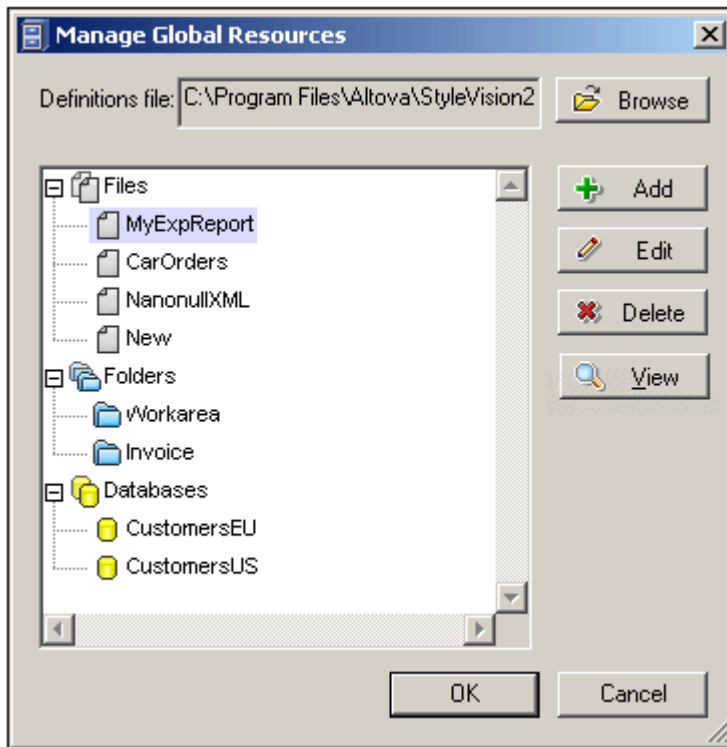 Manage Global Resources
Definitions file: C:\Program Files\Altova\StyleVision2 Browse
Files
MyExpReport
CarOrders
NanonullXML
New
Folders
Workarea
Invoice
Databases
CustomersEU
CustomersUS
Add
Edit
Delete
View
OK Cancel